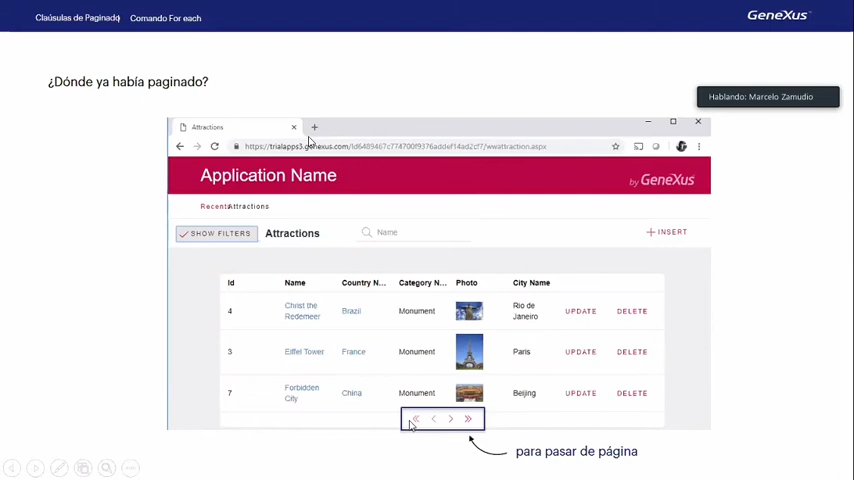 Claúsulas de Paginado
Comando For each
GeneXus
¿Dónde ya había paginado?
Hablando: Marcelo Zamudio
Attractions
https://trialapps3.genexus.com/Id6489467c774700f9376addef14ad2cf7/wwattraction.aspx
Application Name
by GeneXus
Recents Attractions
SHOW FILTERS
Attractions
Name
INSERT
Id Name Country N... Category N... Photo City Name
4 Christ the Redemeer Brazil Monument Rio de Janeiro UPDATE DELETE
3 Eiffel Tower France Monument Paris UPDATE DELETE
7 Forbidden City China Monument Beijing UPDATE DELETE
para pasar de página